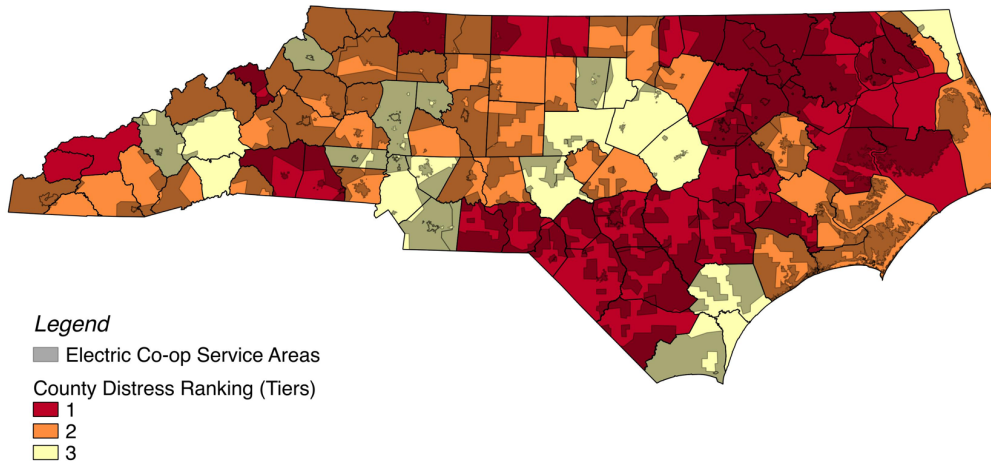 Legend
Electric Co-op Service Areas
County Distress Ranking (Tiers)
1
2
3